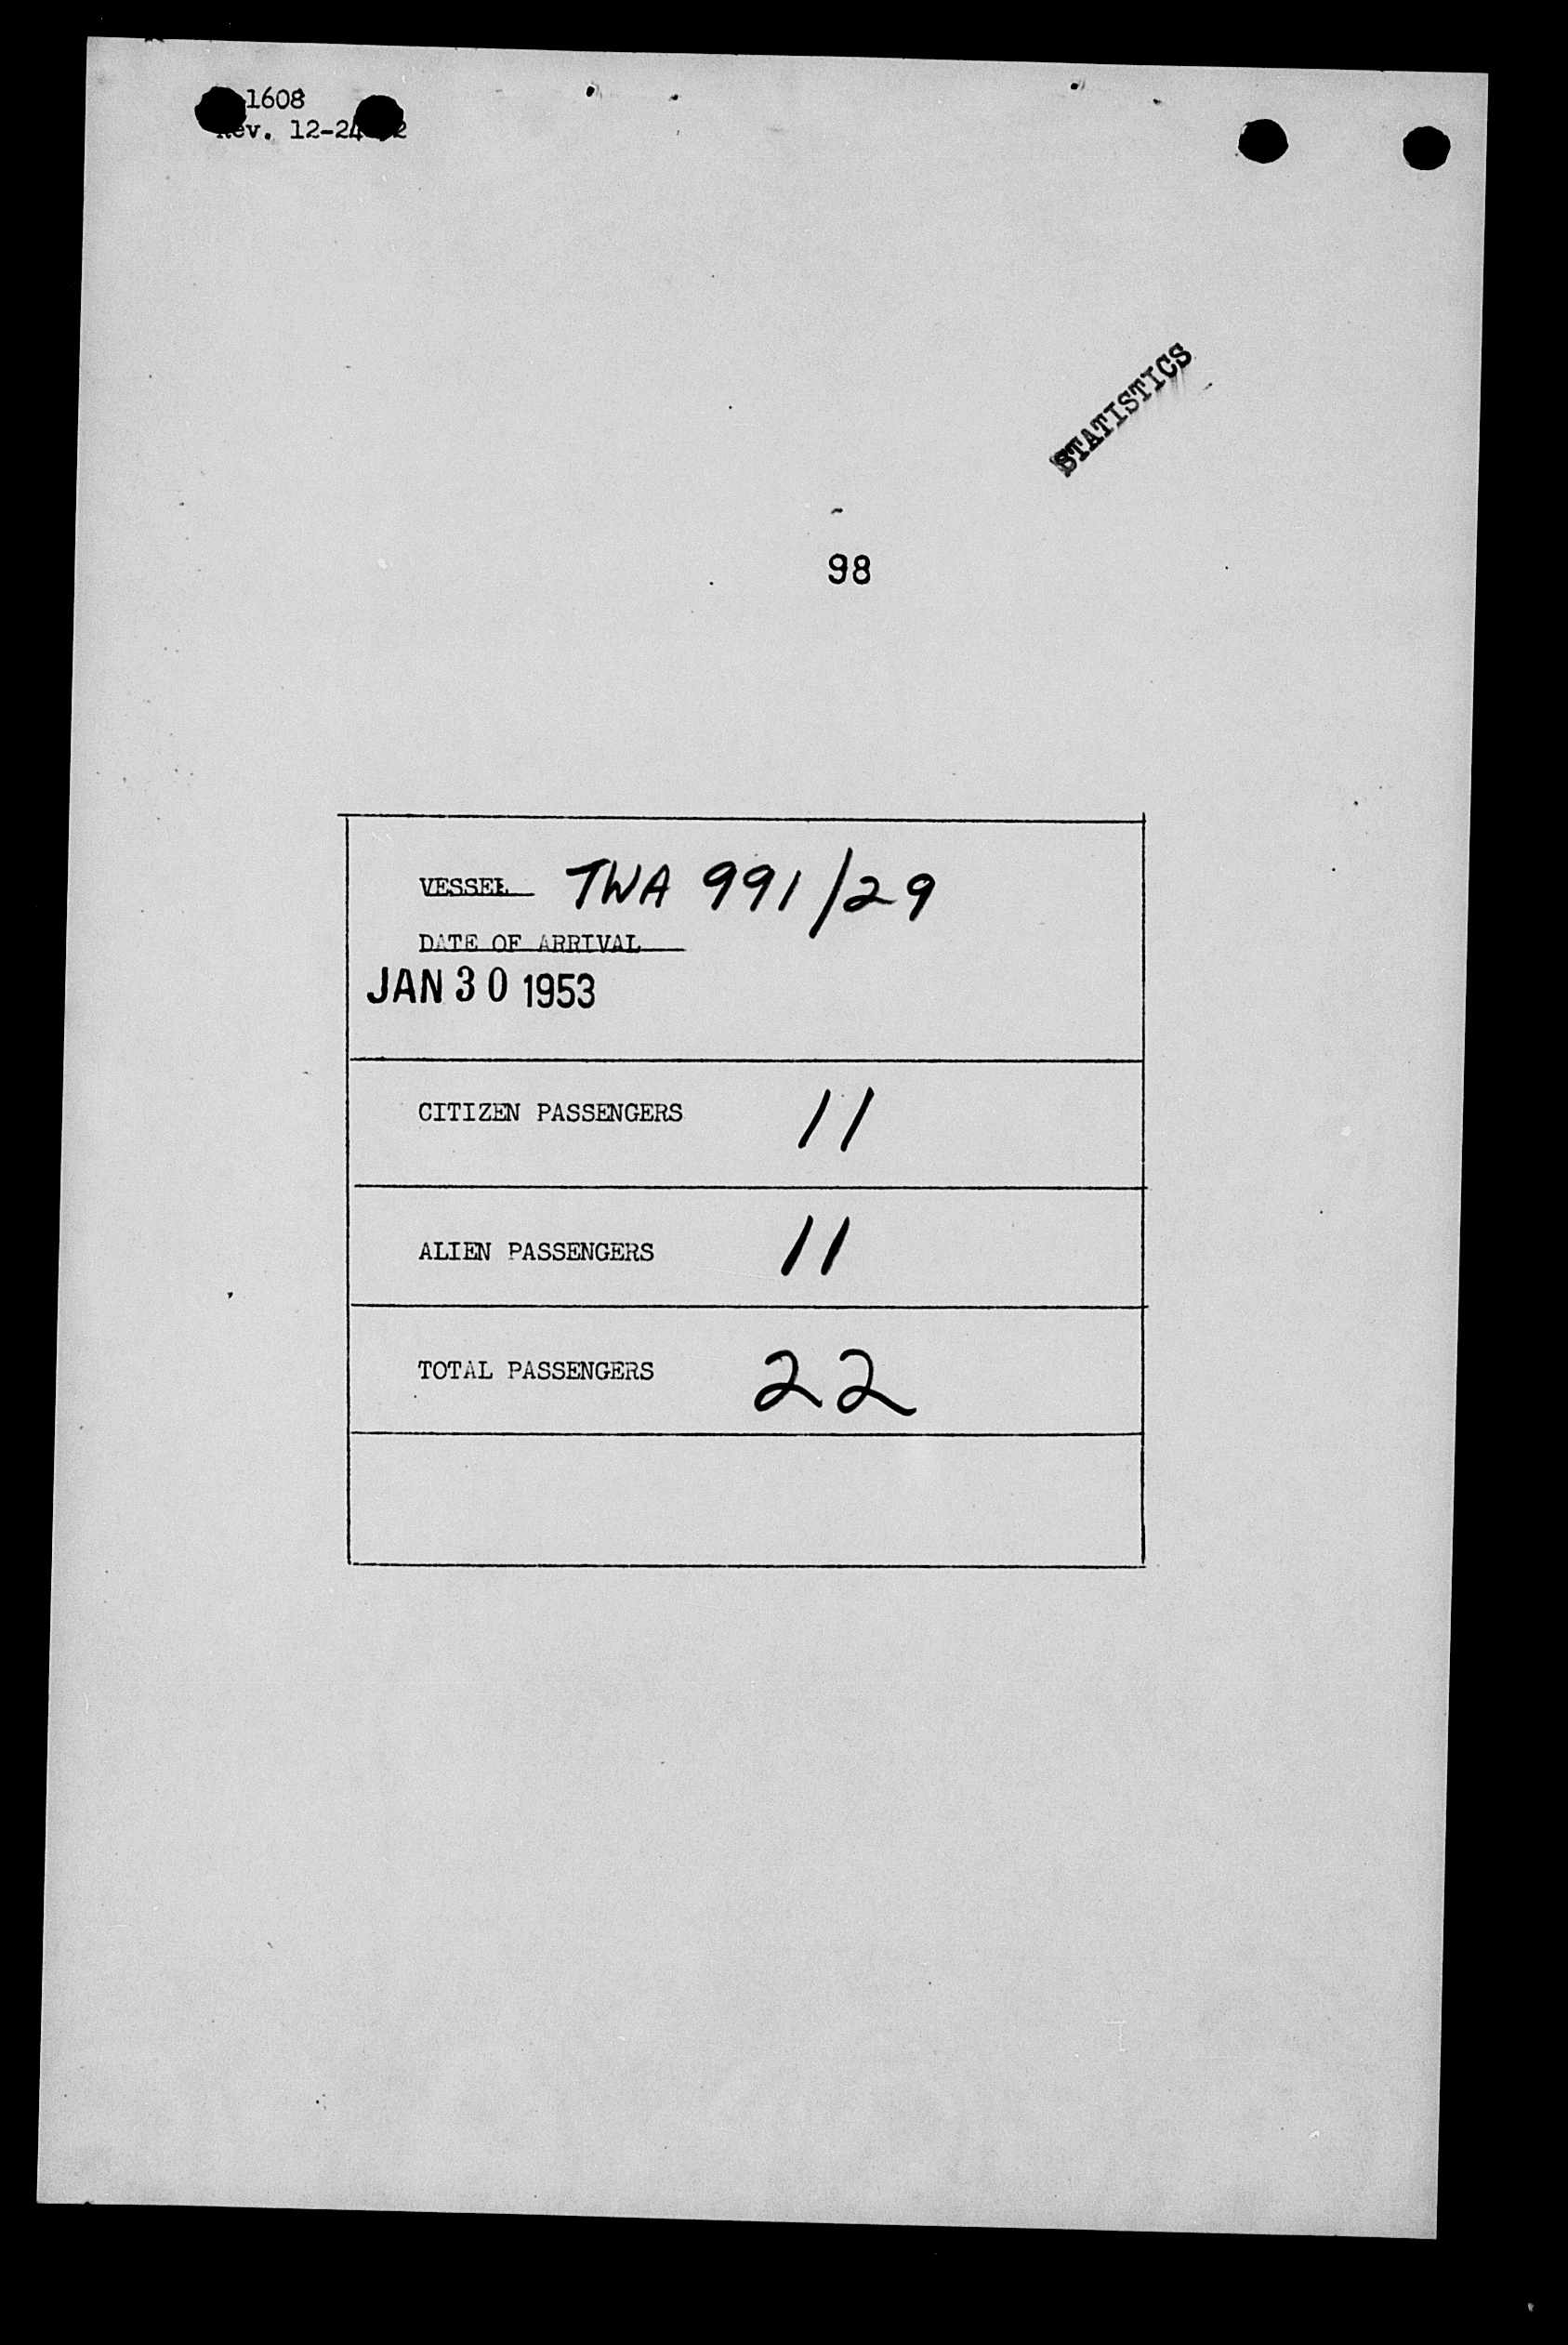 1608
Rev. 12-24
STATISTICS
98
VESSEL TWA 991/29
DATE OF ARRIVAL
JAN 30 1953
CITIZEN PASSENGERS 11
ALIEN PASSENGERS 11
TOTAL PASSENGERS 22